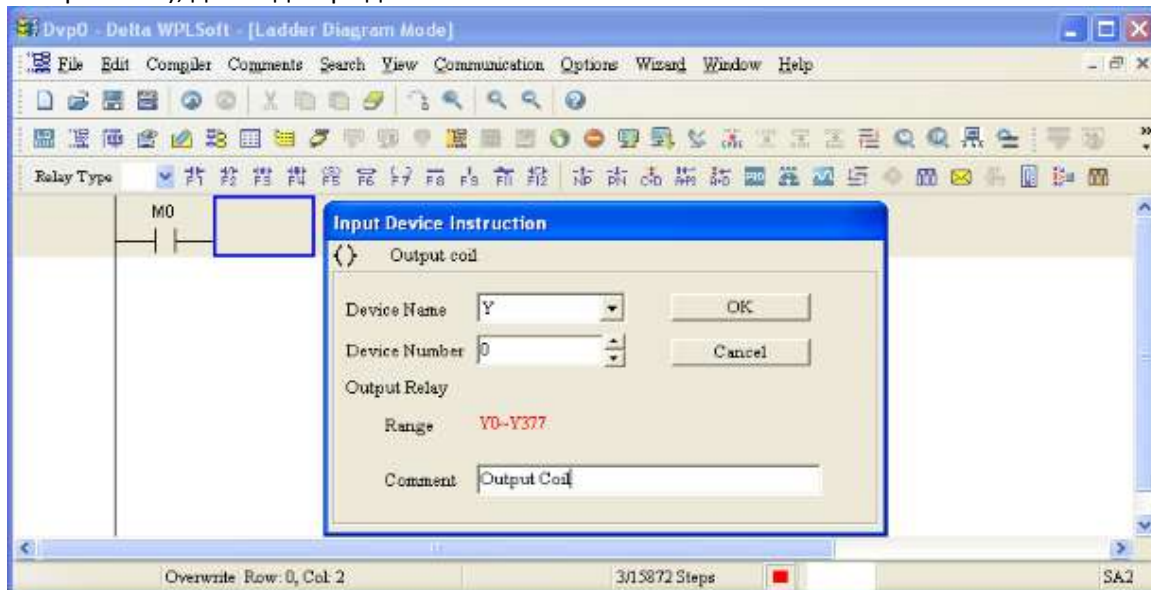 Dvp0 - Delta WPLSoft - [Ladder Diagram Mode]
File Edit Compiler Comments Search View Communication Options Wizard Window Help
Relay Type
M0
Input Device Instruction
Output coil
Device Name Y OK
Device Number 0 Cancel
Output Relay
Range Y0~Y377
Comment Output Coil
Overwrite Row: 0, Col: 2 3/15872 Steps SA2